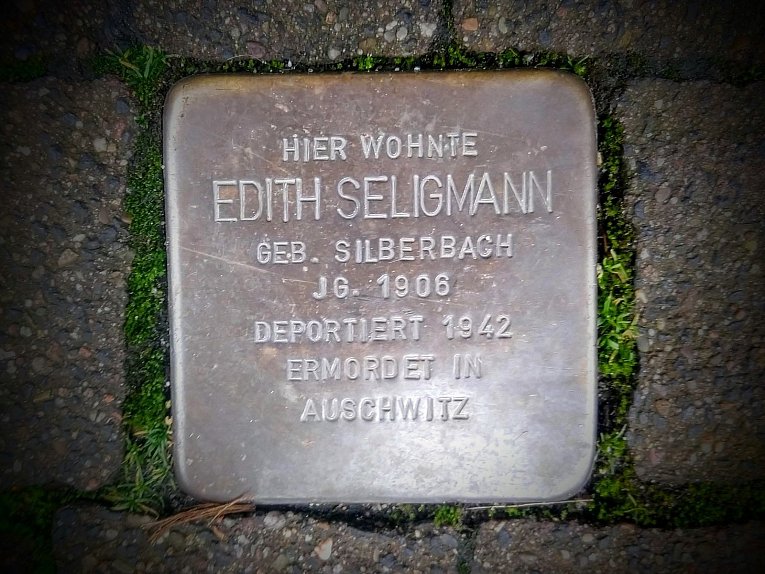 HIER WOHNTE
EDITH SELIGMANN
GEB. SILBERBACH
JG. 1906
DEPORTIERT 1942
ERMORDET IN
AUSCHWITZ